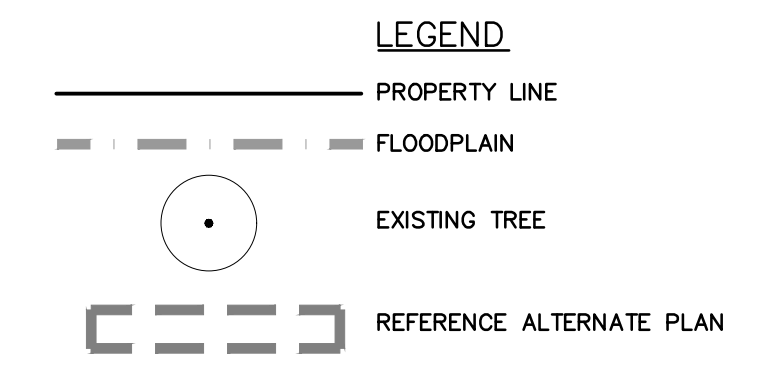 LEGEND
PROPERTY LINE
FLOODPLAIN
EXISTING TREE
REFERENCE ALTERNATE PLAN